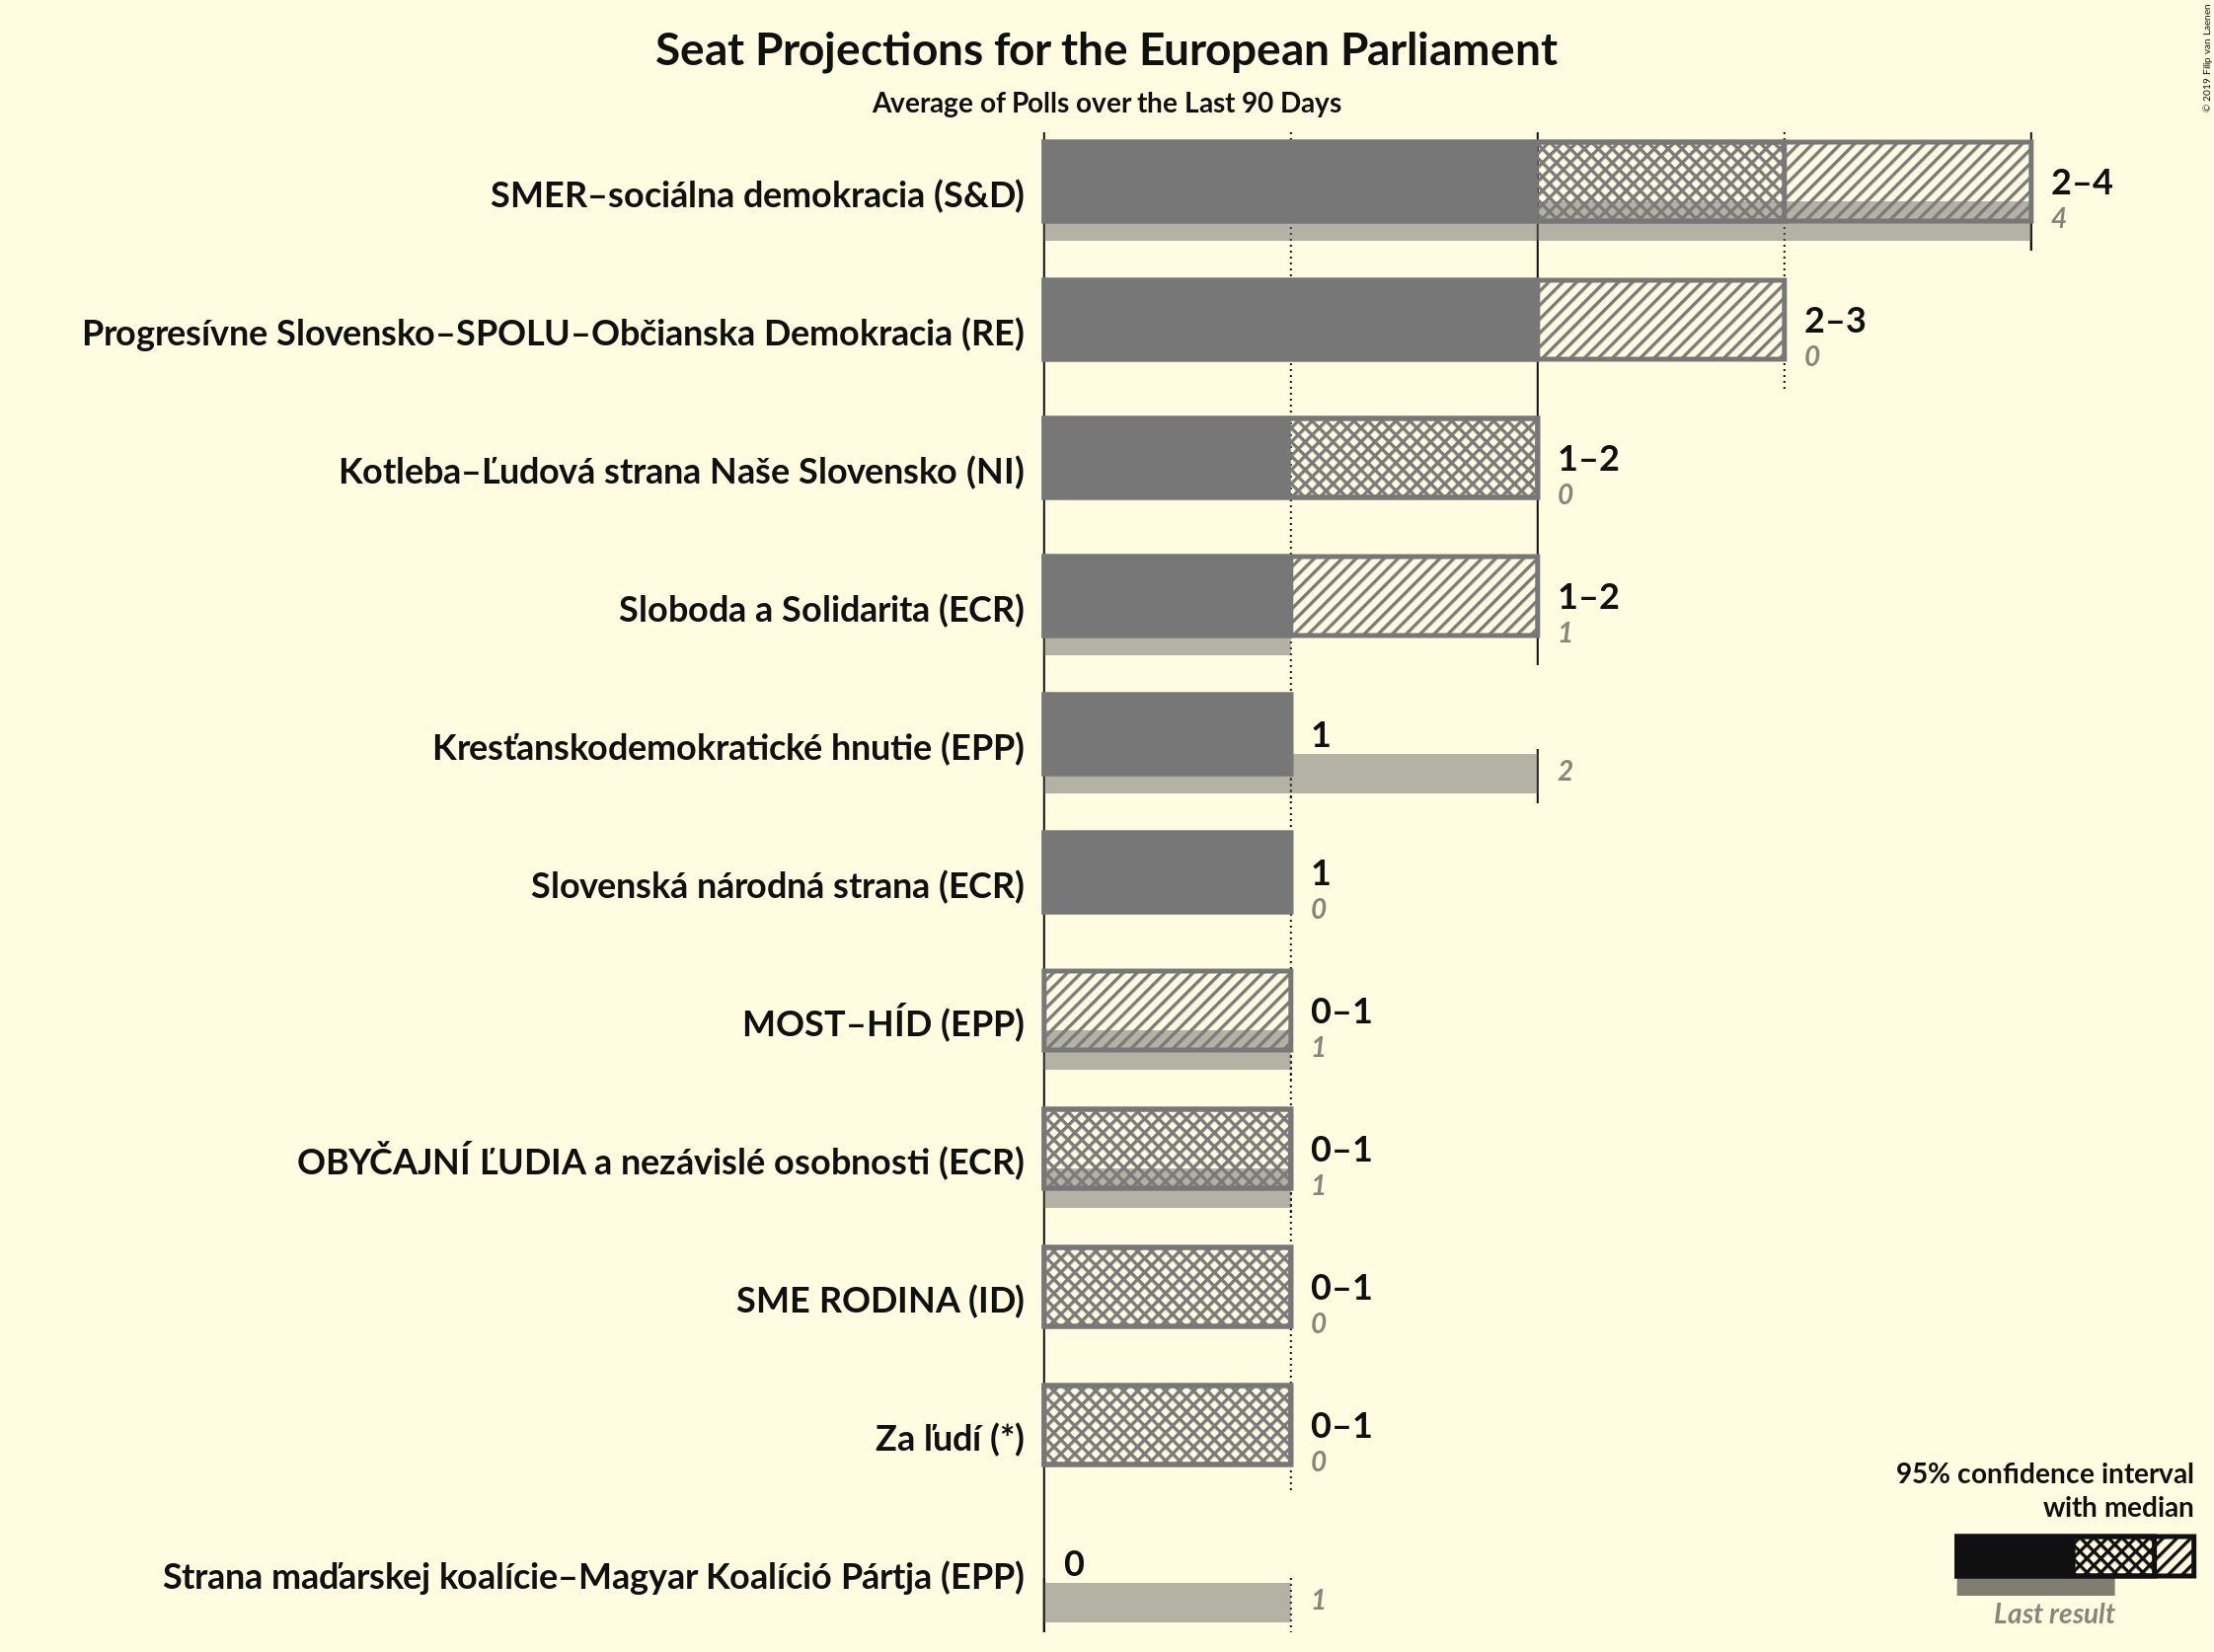 Seat Projections for the European Parliament
Average of Polls over the Last 90 Days
© 2019 Filip van Laenen
SMER–sociálna demokracia (S&D)
2–4
4
Progresívne Slovensko–SPOLU–Občianska Demokracia (RE)
2–3
0
Kotleba–Ľudová strana Naše Slovensko (NI)
1–2
0
Sloboda a Solidarita (ECR)
1–2
1
Kresťanskodemokratické hnutie (EPP)
1
2
Slovenská národná strana (ECR)
1
0
MOST–HÍD (EPP)
0–1
1
OBYČAJNÍ ĽUDIA a nezávislé osobnosti (ECR)
0–1
1
SME RODINA (ID)
0–1
0
Za ľudí (*)
0–1
0
Strana maďarskej koalície–Magyar Koalíció Pártja (EPP)
0
1
95% confidence interval
with median
Last result